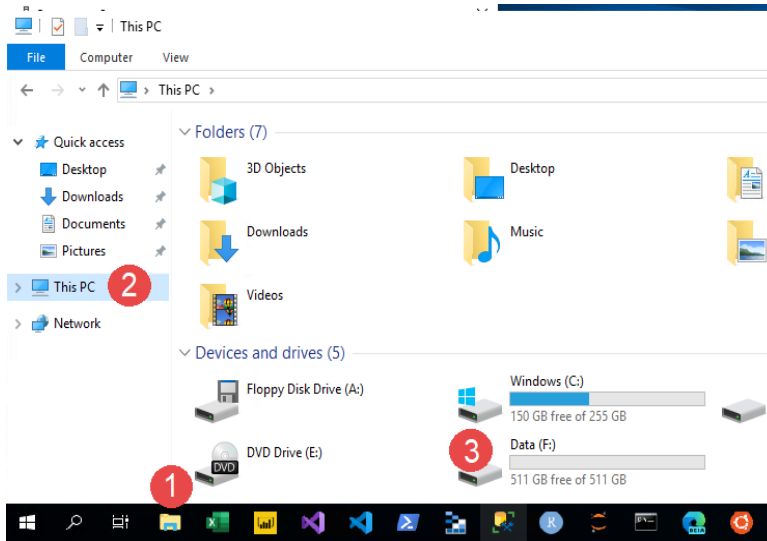 This PC
File Computer View
This PC
Quick access
Desktop
Downloads
Documents
Pictures
This PC 2
Network
Folders (7)
3D Objects Desktop
Downloads Music
Videos
Devices and drives (5)
Floppy Disk Drive (A:) Windows (C:)
150 GB free of 255 GB
DVD Drive (E:) 3 Data (F:)
DVD 511 GB free of 511 GB
1
R